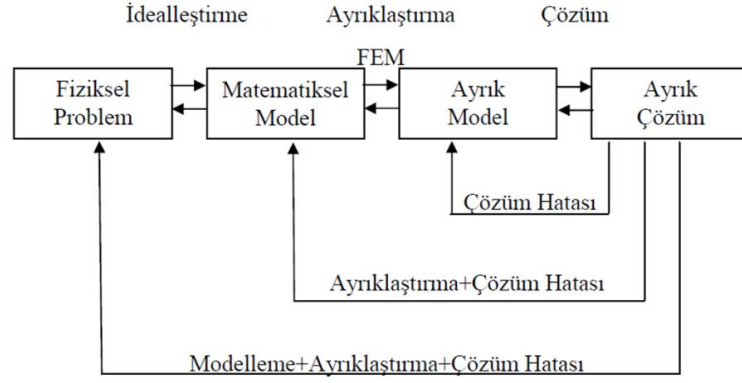 İdealleştirme Ayrıklaştırma Çözüm
FEM
Fiziksel
Problem
Matematiksel
Model
Ayrık
Model
Ayrık
Çözüm
Çözüm Hatası
Ayrıklaştırma+Çözüm Hatası
Modelleme+Ayrıklaştırma+Çözüm Hatası